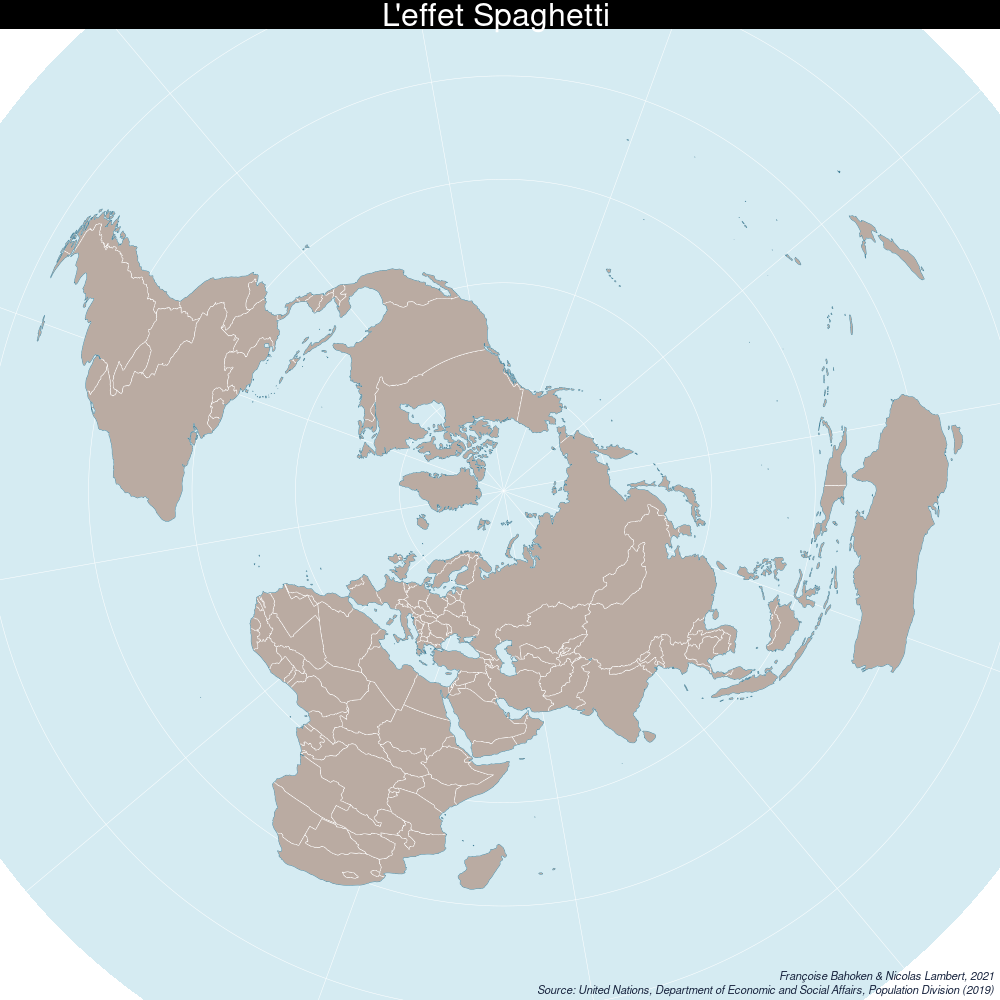 L'effet Spaghetti
Françoise Bahoken & Nicolas Lambert, 2021
Source: United Nations, Department of Economic and Social Affairs, Population Division (2019)